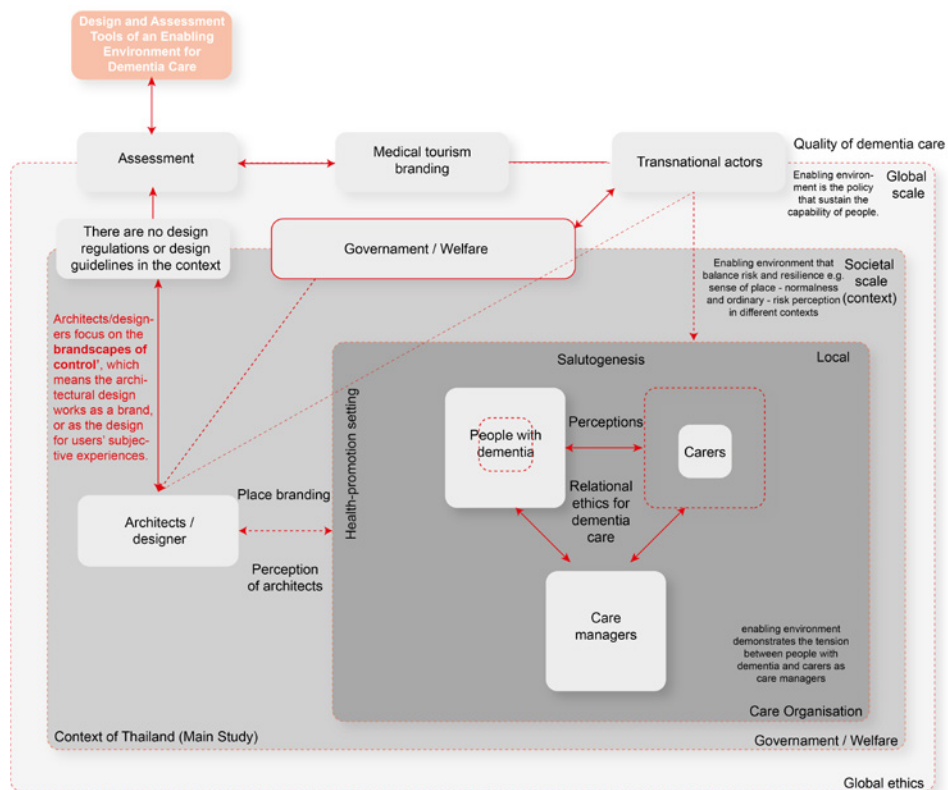 Design and Assessment
Tools of an Enabling
Environment for
Dementia Care
Assessment
Medical tourism
branding
Transnational actors
Quality of dementia care
Global
scale
Enabling environ-
ment is the policy
that sustain the
capability of people.
There are no design
regulations or design
guidelines in the context
Governament / Welfare
Enabling environment that
balance risk and resilience e.g.
sense of place - normalness
and ordinary - risk perception
in different contexts
Societal
scale
(context)
Architects/design-
ers focus on the
brandscapes of
control', which
means the archi-
tectural design
works as a brand,
or as the design
for users' subjec-
tive experiences.
Salutogenesis
Local
Health-promotion setting
People with
dementia
Perceptions
Carers
Relational
ethics for
dementia
care
Place branding
Architects /
designer
Perception
of architects
Care
managers
enabling environment
demonstrates the tension
between people with
dementia and carers as
care managers
Care Organisation
Context of Thailand (Main Study)
Governament / Welfare
Global ethics